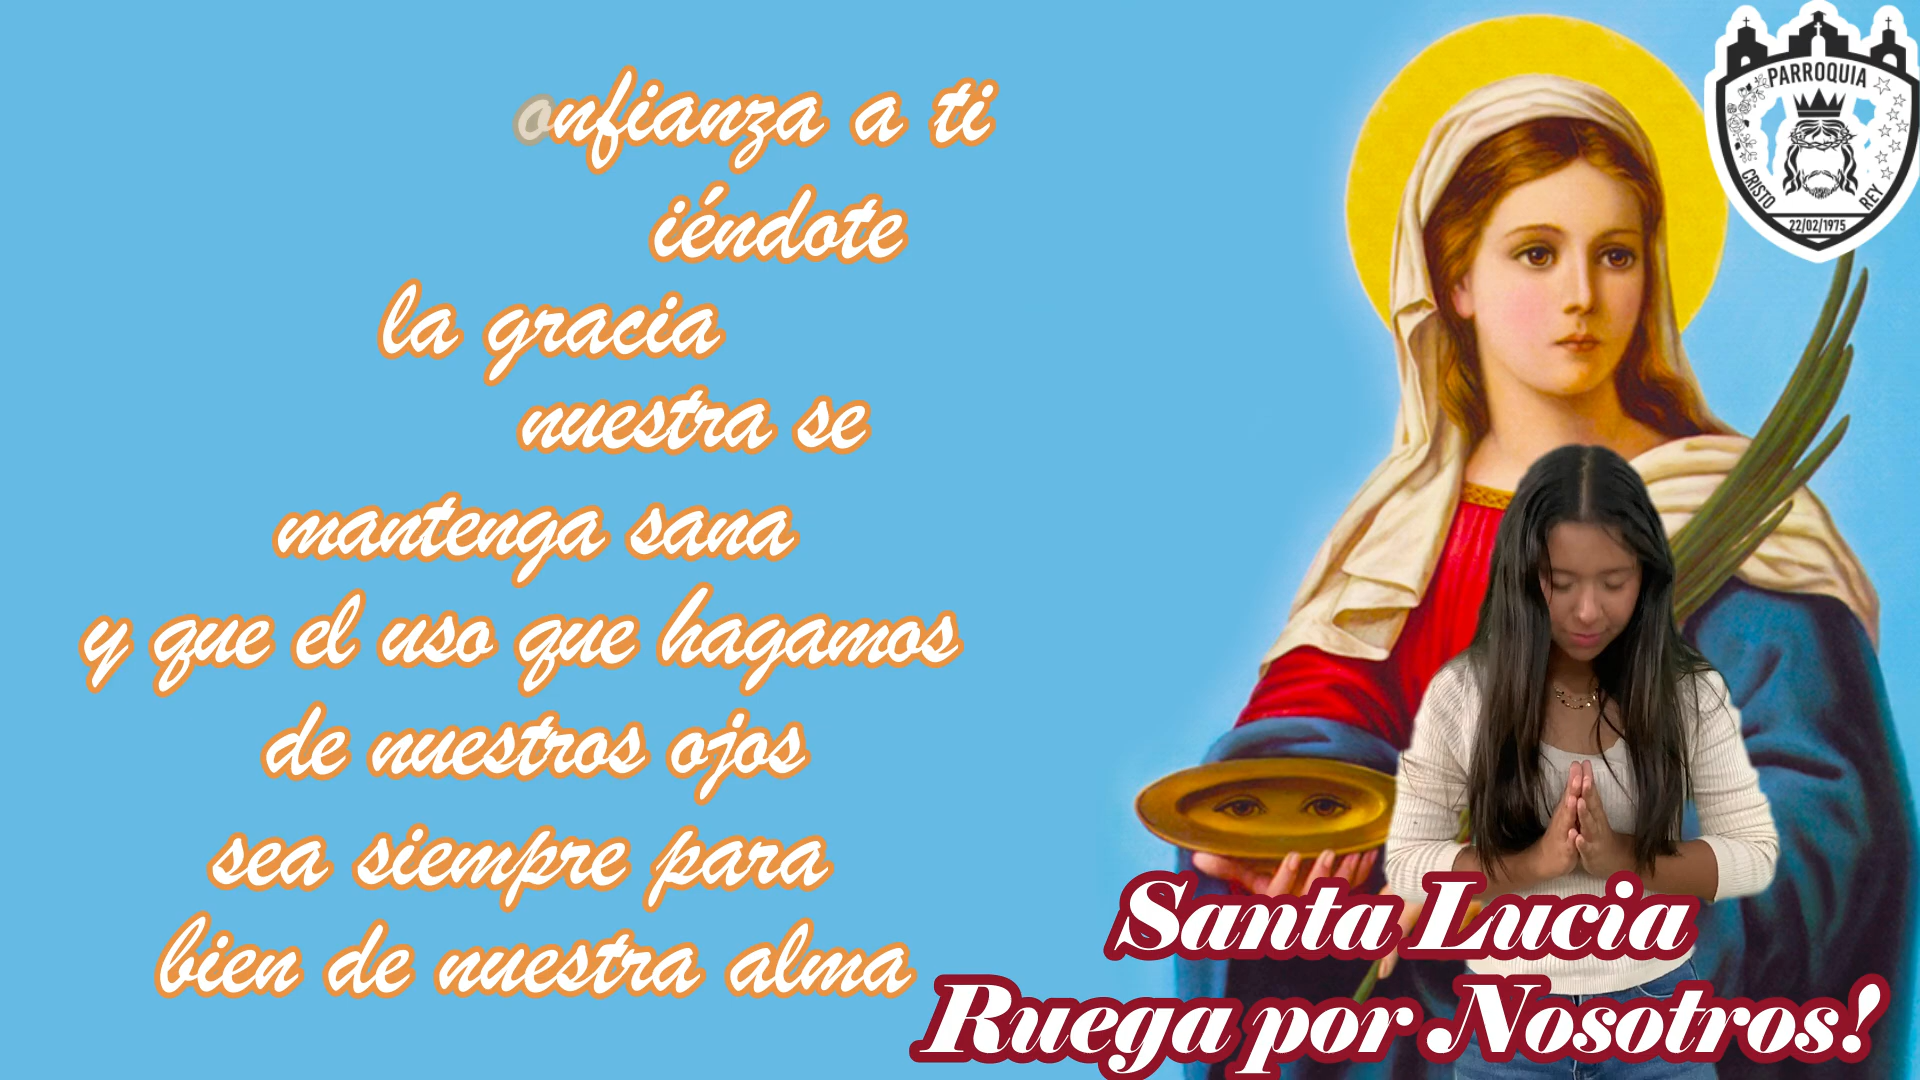 onfianza a ti
iéndote
la gracia
nuestra se
mantenga sana
y que el uso que hagamos
de nuestros ojos
sea siempre para
bien de nuestra alma
Santa Lucia
Ruega por Nosotros!
PARROQUIA
CRISTO REY
22/02/1975